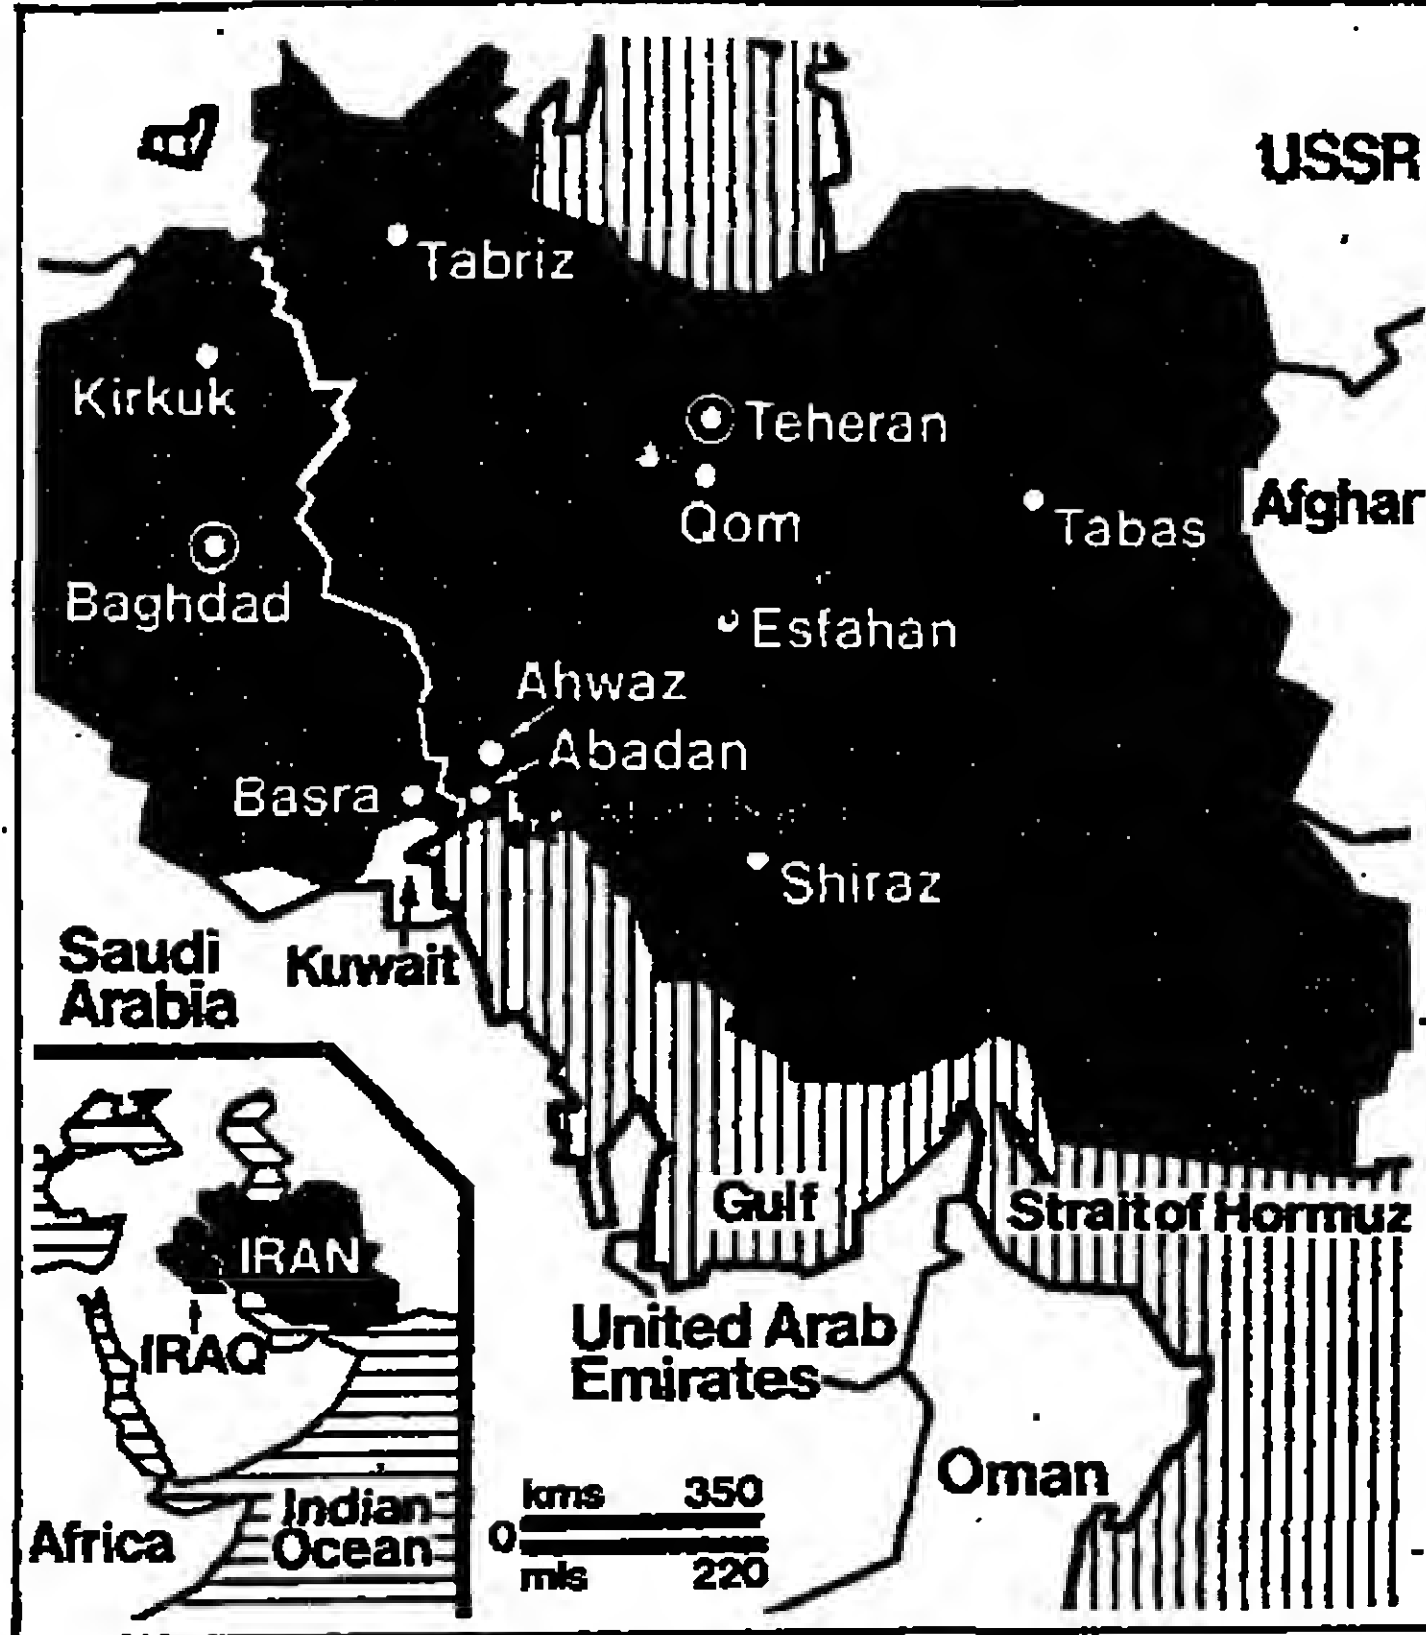 USSR
Tabriz
Kirkuk
Teheran
Qom
Tabas
Afghan
Baghdad
Esfahan
Ahwaz
Abadan
Basra
Shiraz
Saudi
Arabia
Kuwait
Gulf
Strait of Hormuz
IRAN
IRAQ
United Arab
Emirates
Oman
Indian
Ocean
Africa
kms 350
0
mls 220